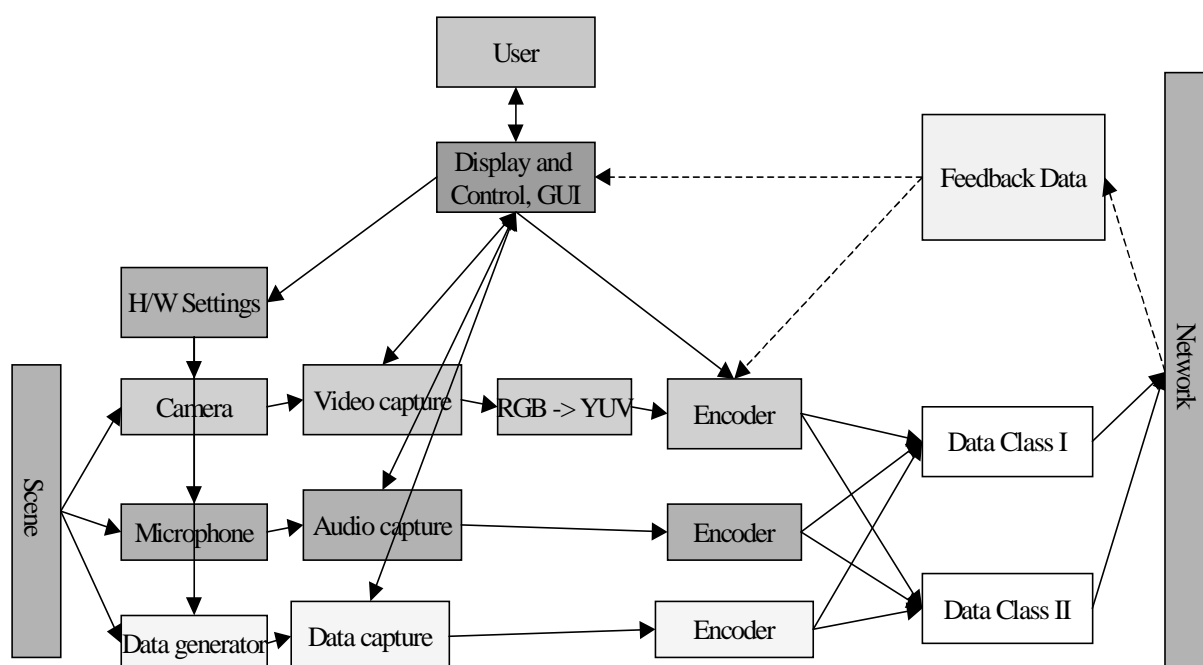 User
Display and
Control, GUI
Feedback Data
H/W Settings
Network
Scene
Camera
Video capture
RGB -> YUV
Encoder
Data Class I
Microphone
Audio capture
Encoder
Data Class II
Data generator
Data capture
Encoder